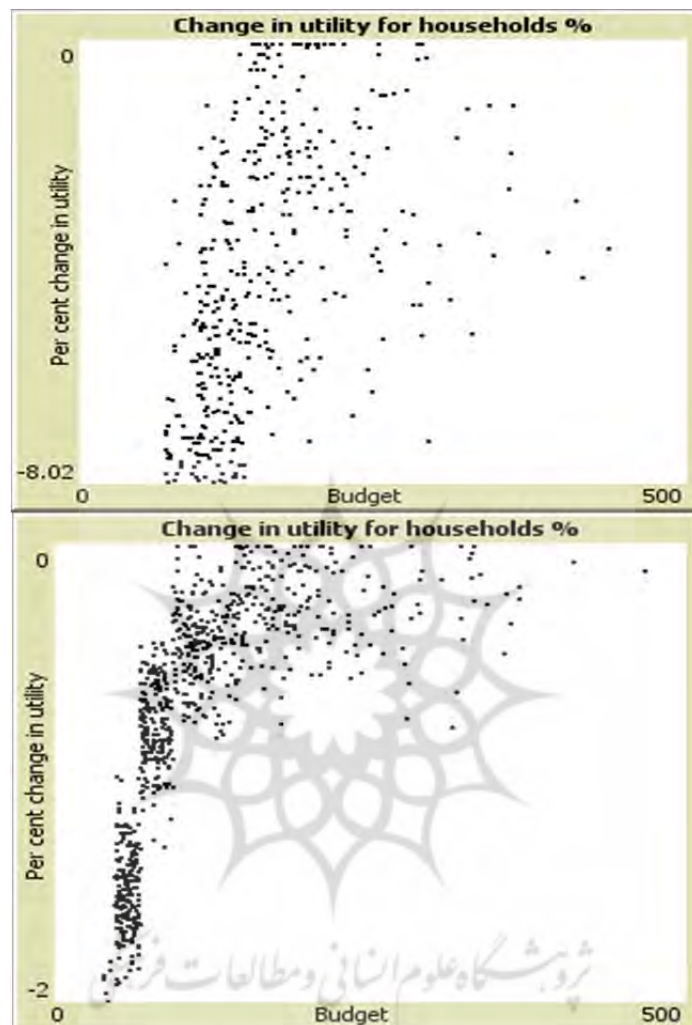 Change in utility for households %
0
Per cent change in utility
-8.02
0 Budget 500
Change in utility for households %
0
Per cent change in utility
-2
پژوهشگاه علوم انسانی و مطالعات فرهنگی
0 Budget 500